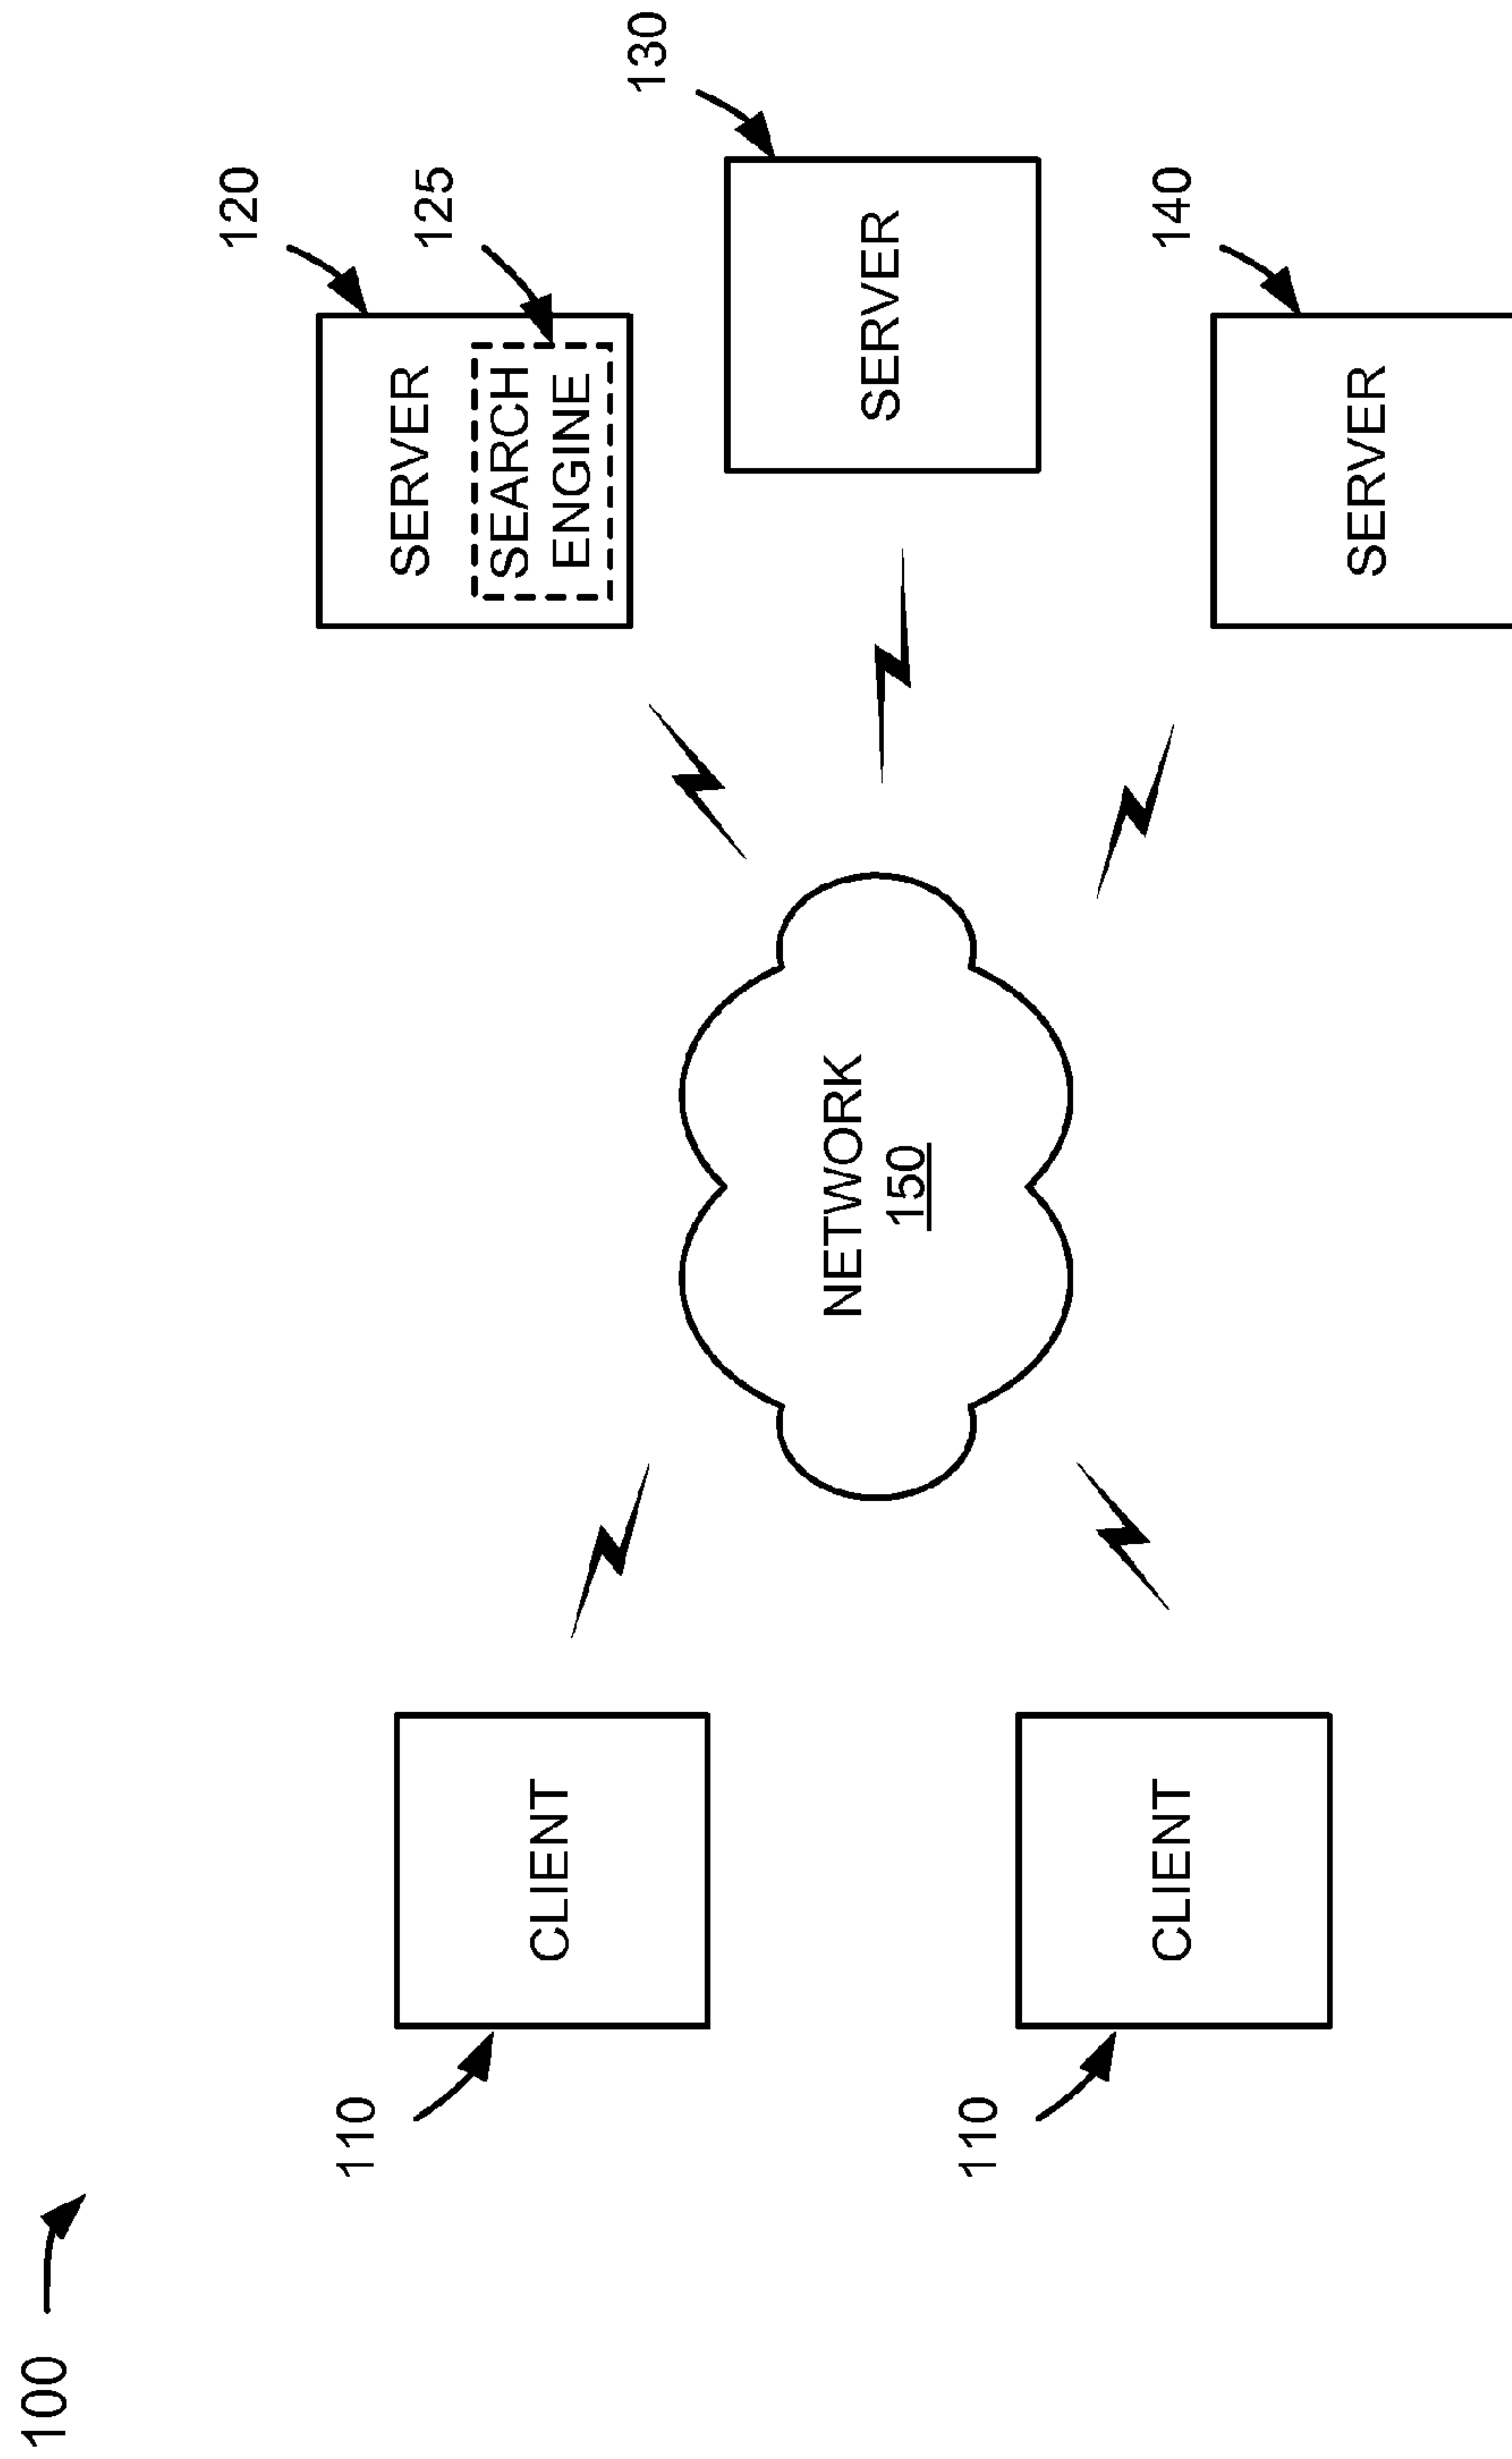 100
110
CLIENT
110
CLIENT
NETWORK
150
120
SERVER
125
SEARCH
ENGINE
130
SERVER
140
SERVER